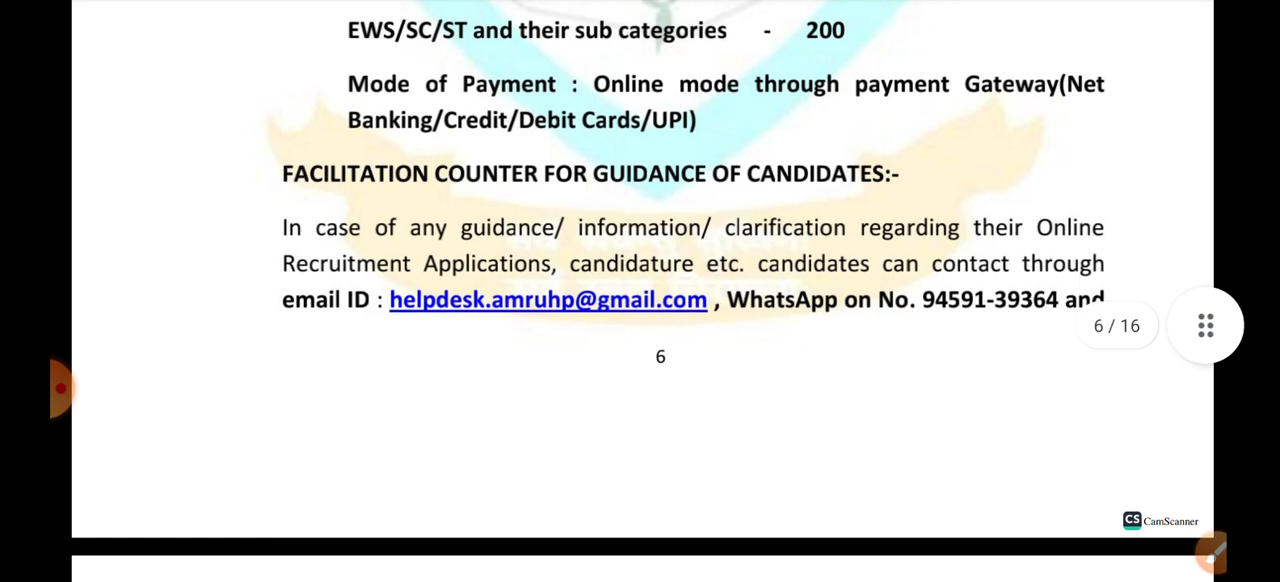 EWS/SC/ST and their sub categories - 200
Mode of Payment : Online mode through payment Gateway(Net
Banking/Credit/Debit Cards/UPI)
FACILITATION COUNTER FOR GUIDANCE OF CANDIDATES:-
In case of any guidance/ information/ clarification regarding their Online
Recruitment Applications, candidature etc. candidates can contact through
email ID : helpdesk.amruhp@gmail.com , WhatsApp on No. 94591-39364 and
6 / 16
6
CS CamScanner